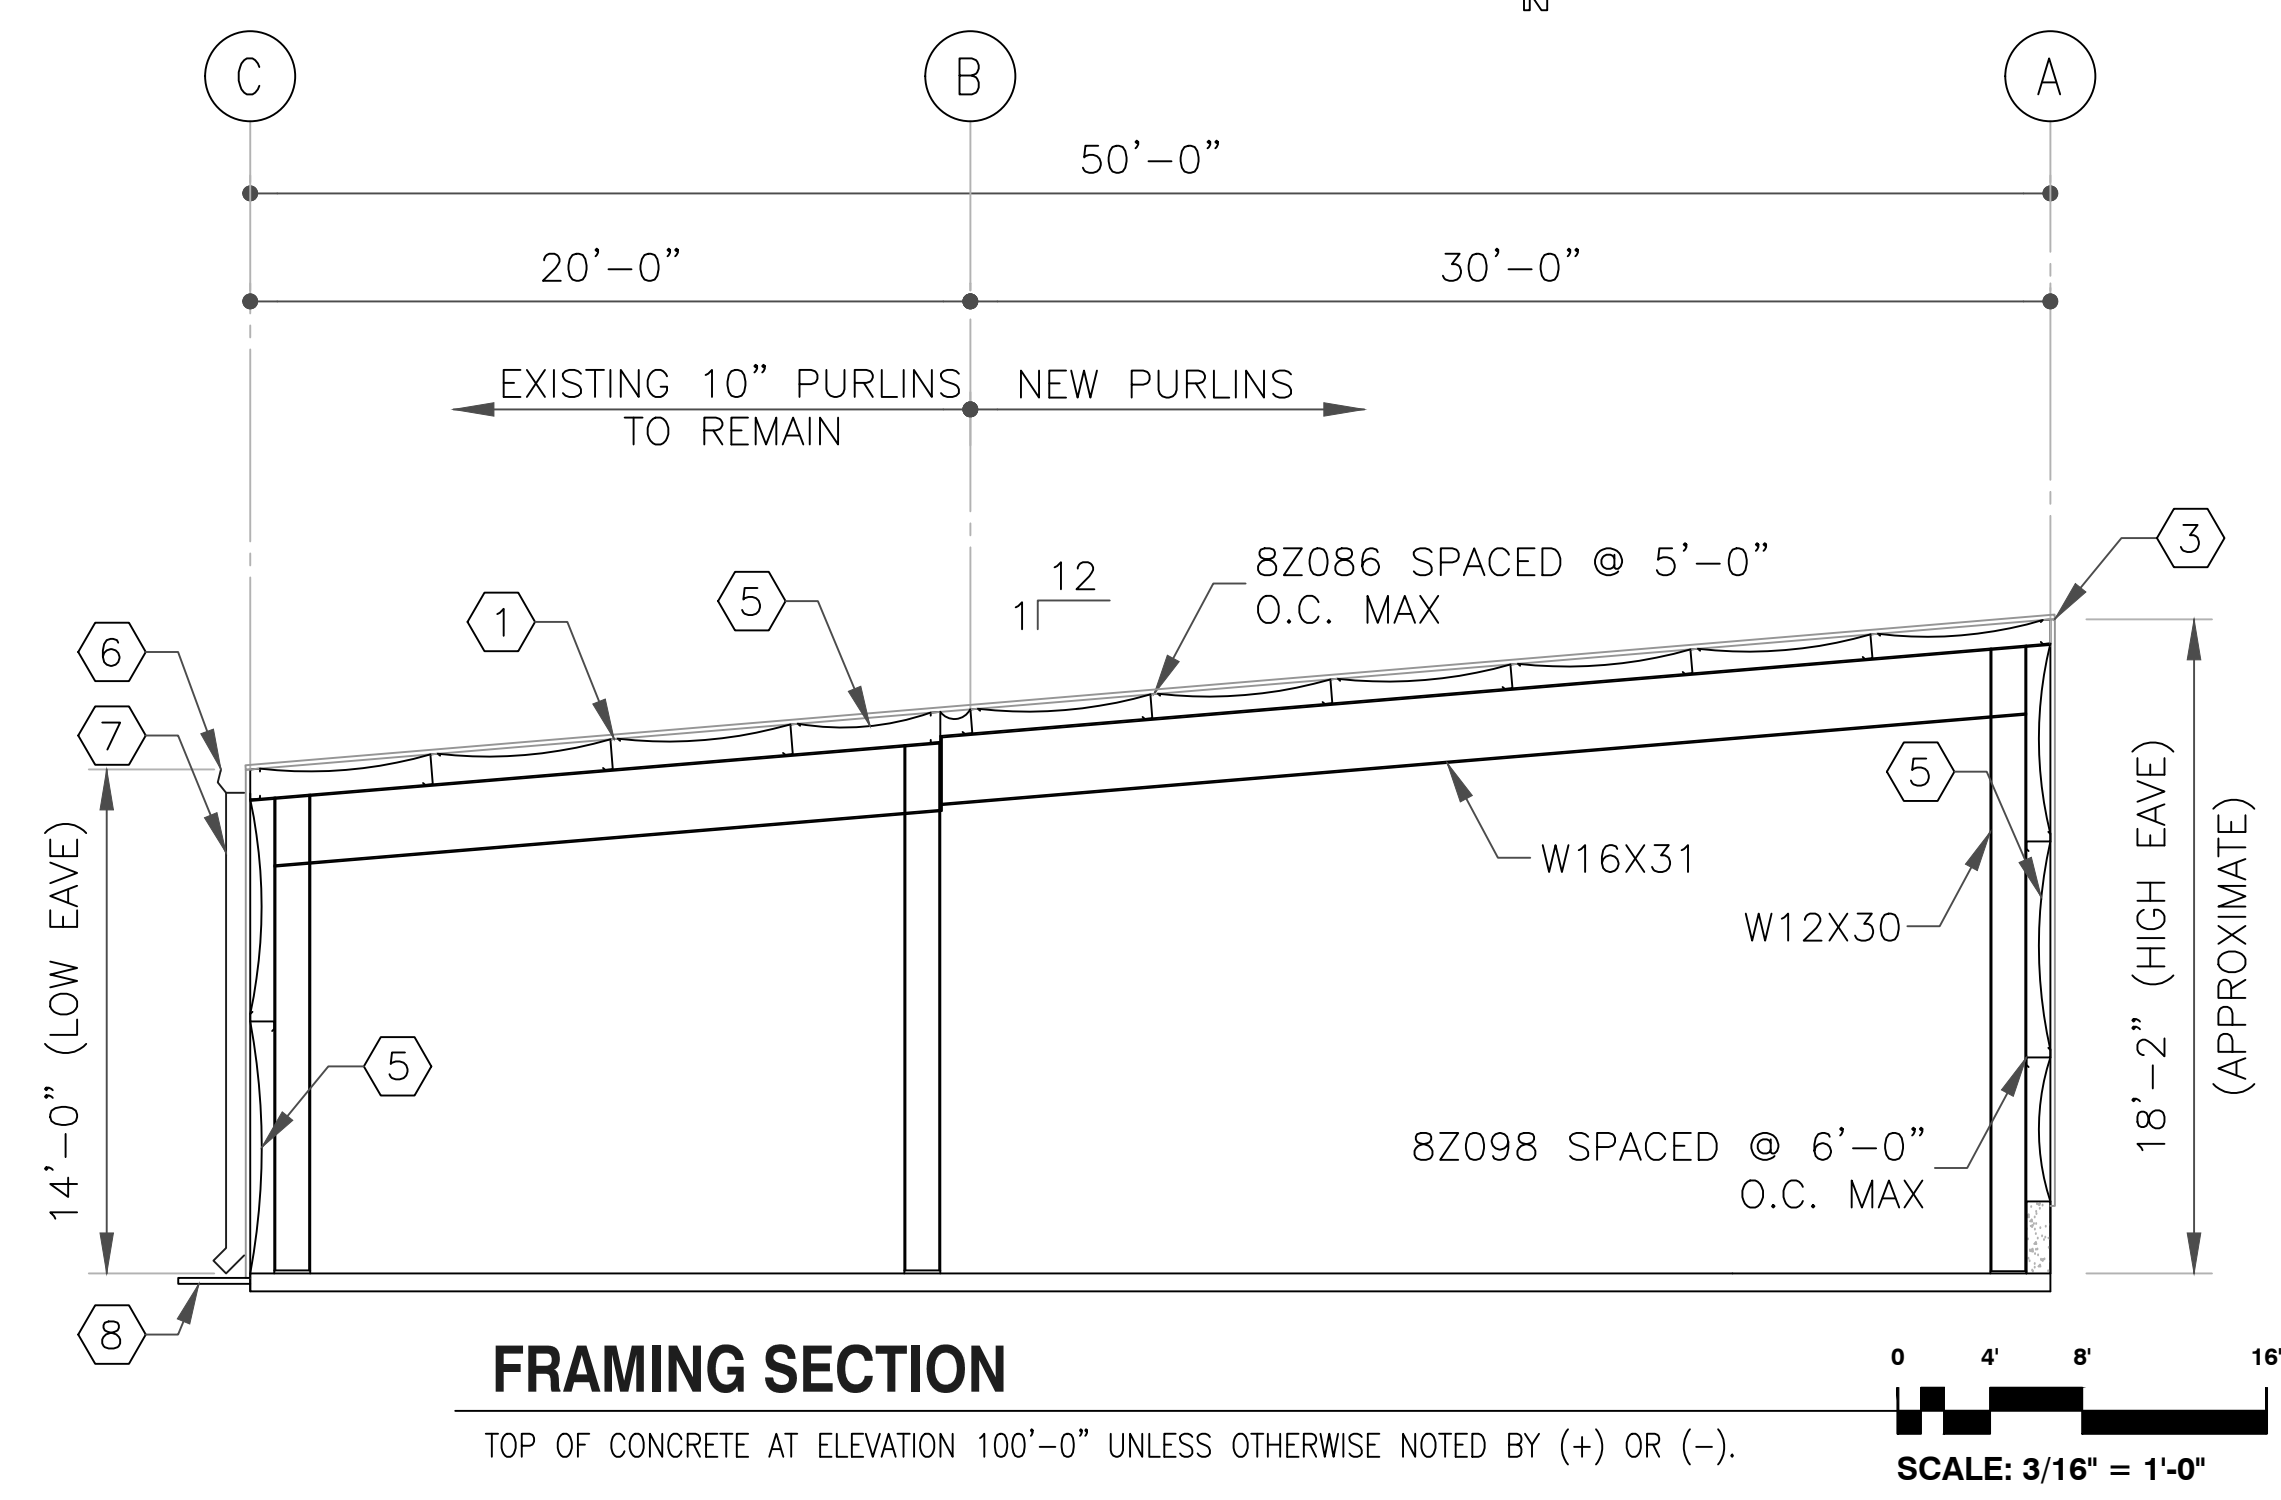 C B A
50'-0"
20'-0" 30'-0"
EXISTING 10" PURLINS NEW PURLINS
TO REMAIN
3
12
1
8Z086 SPACED @ 5'-0"
O.C. MAX
5
1
6
7
5
14'-0" (LOW EAVE)
18'-2" (HIGH EAVE)
(APPROXIMATE)
W16X31
W12X30
5
8Z098 SPACED @ 6'-0"
O.C. MAX
8
FRAMING SECTION
TOP OF CONCRETE AT ELEVATION 100'-0" UNLESS OTHERWISE NOTED BY (+) OR (-).
0 4' 8' 16'
SCALE: 3/16" = 1'-0"